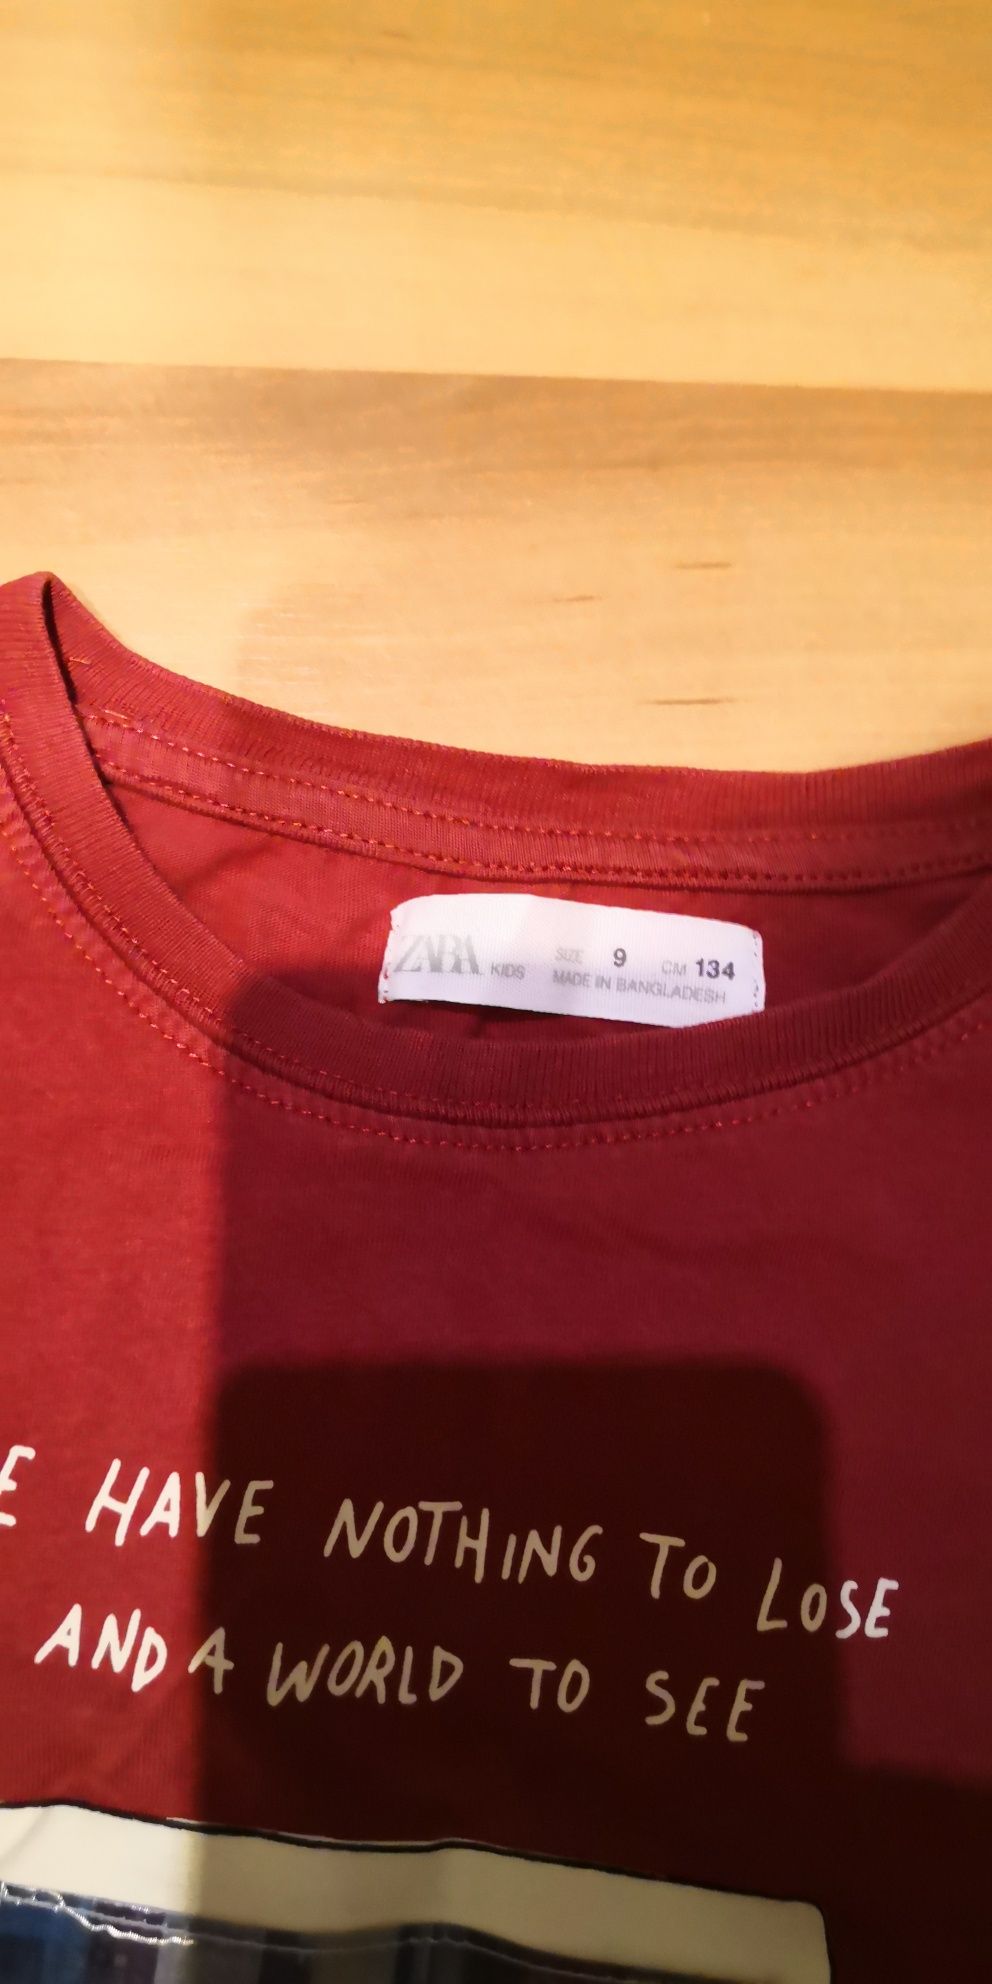 ZARA KIDS SIZE 9 CM 134
MADE IN BANGLADESH
E HAVE NOTHING TO LOSE
AND A WORLD TO SEE